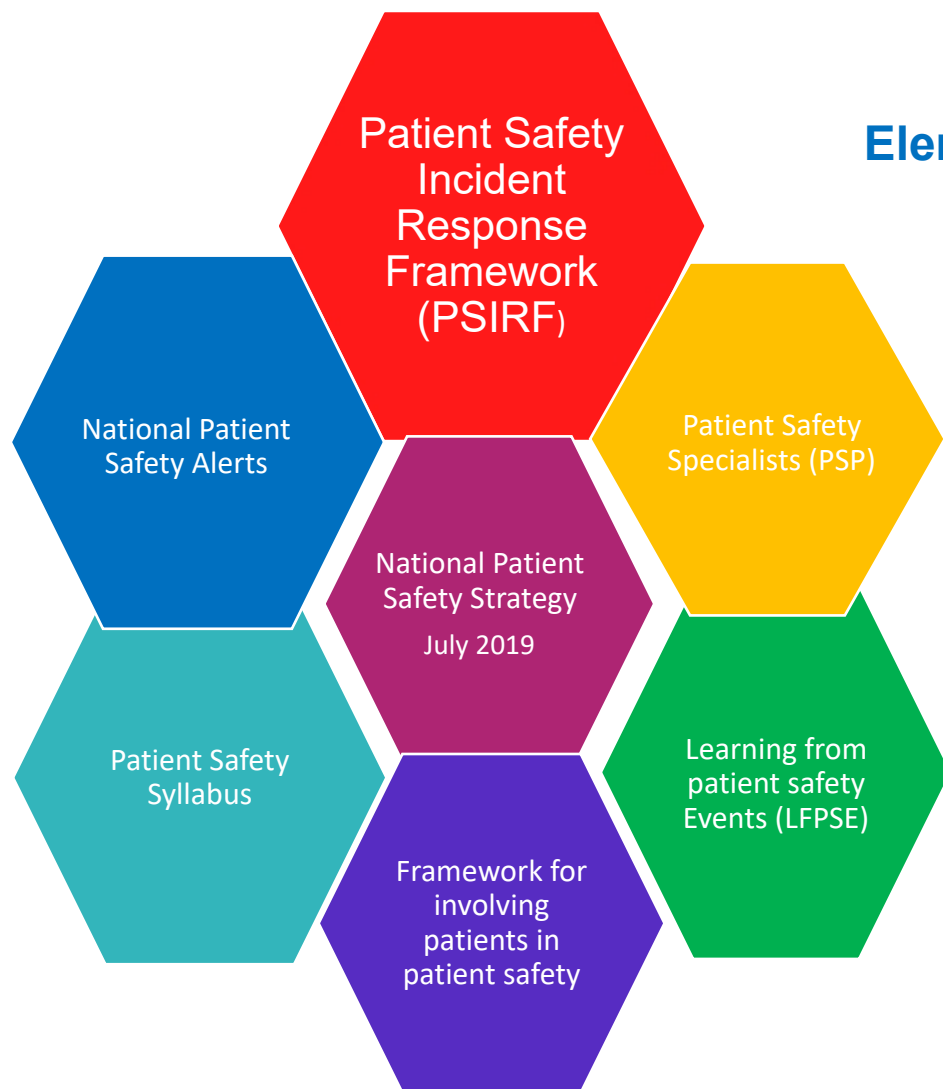 Patient Safety
Incident
Response
Framework
(PSIRF)
National Patient
Safety Alerts
Patient Safety
Specialists (PSP)
National Patient
Safety Strategy
July 2019
Patient Safety
Syllabus
Learning from
patient safety
Events (LFPSE)
Framework for
involving
patients in
patient safety